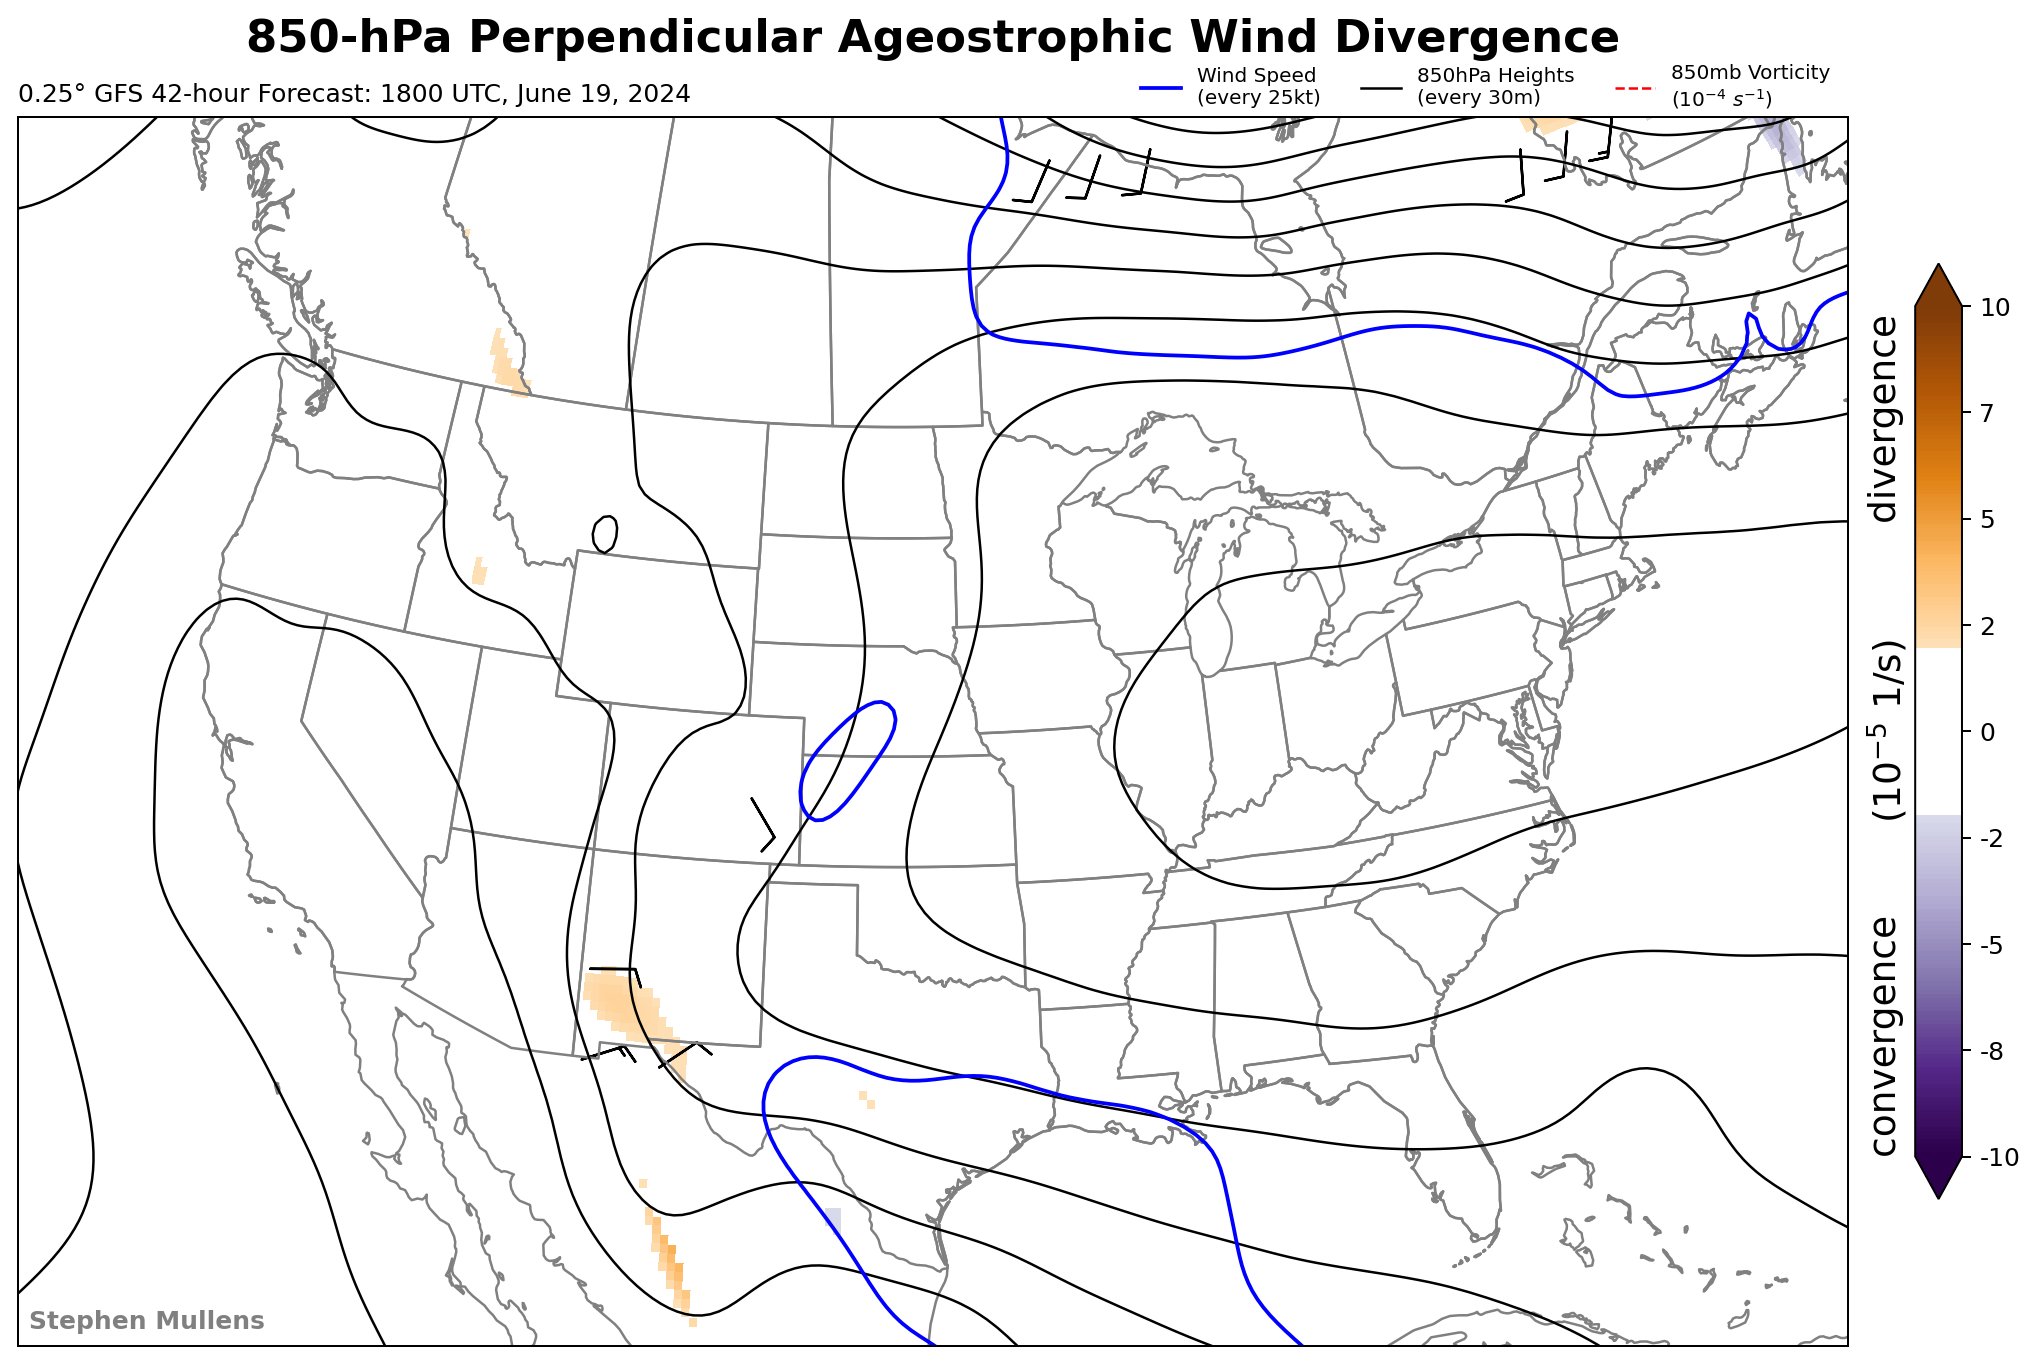 850-hPa Perpendicular Ageostrophic Wind Divergence
0.25° GFS 42-hour Forecast: 1800 UTC, June 19, 2024
Wind Speed
(every 25kt)
850hPa Heights
(every 30m)
850mb Vorticity
(10⁻⁴ s⁻¹)
10
7
5
2
0
-2
-5
-8
-10
convergence (10⁻⁵ 1/s) divergence
Stephen Mullens